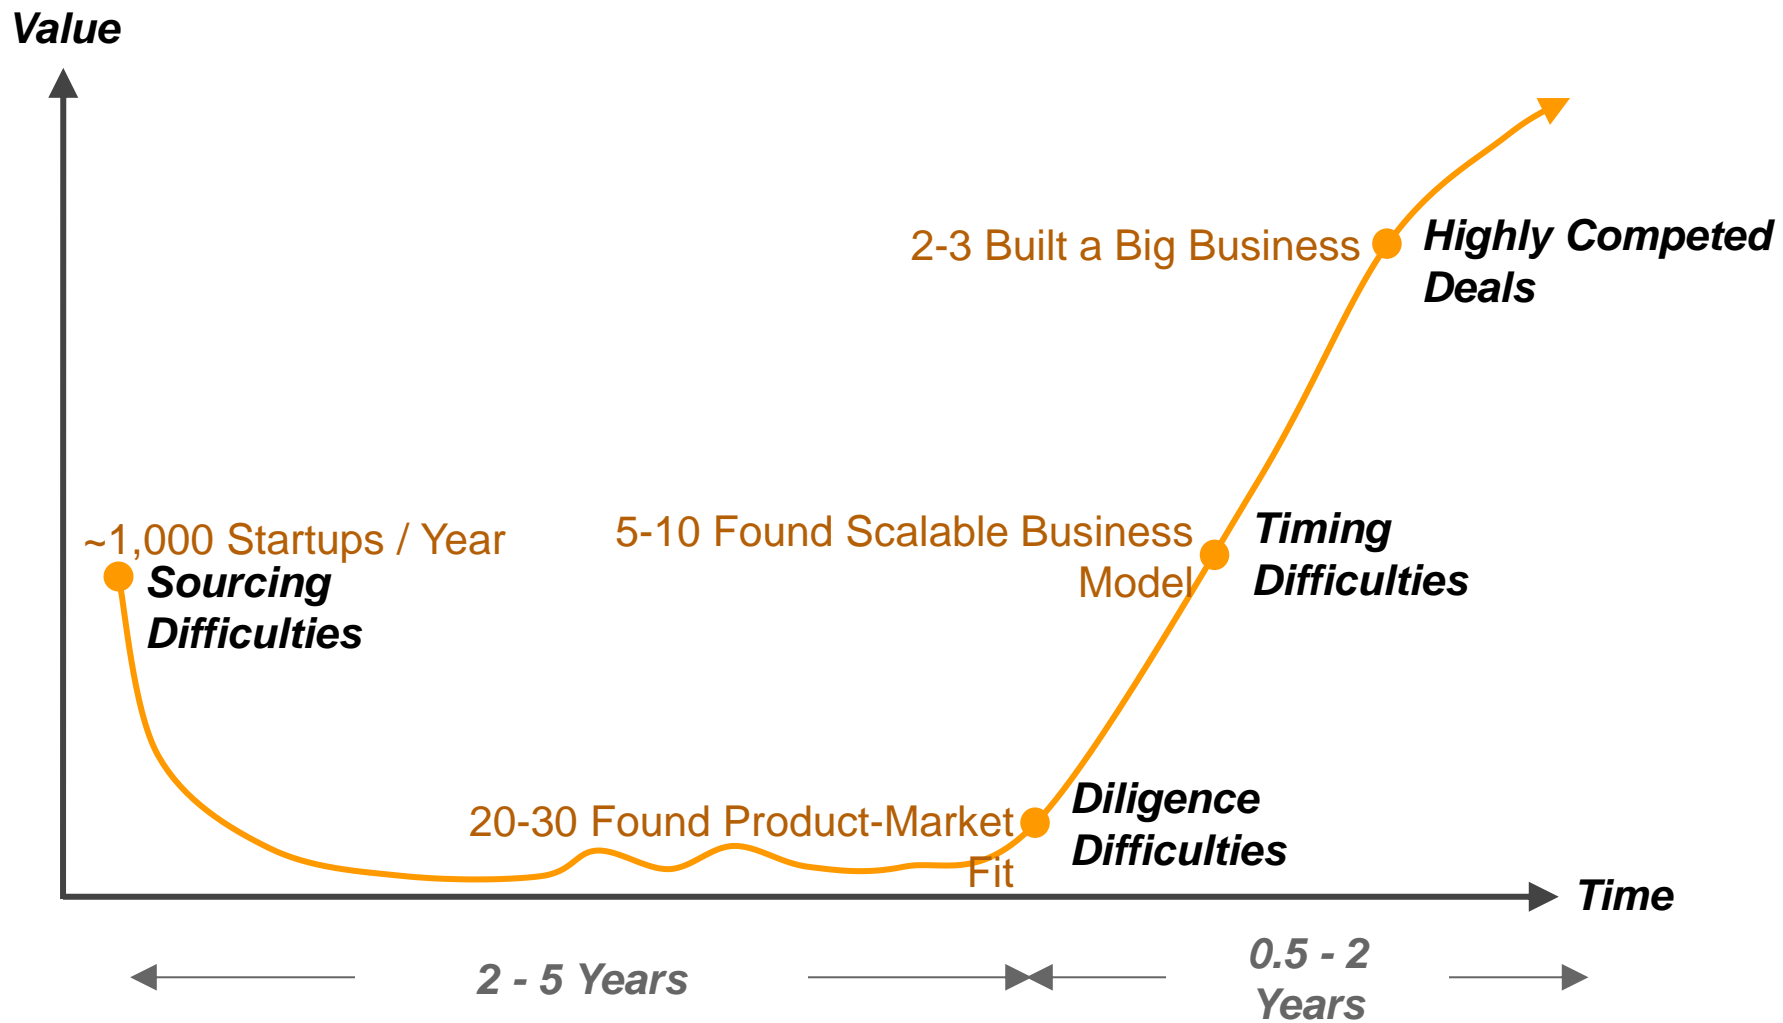 Value
2-3 Built a Big Business
Highly Competed
Deals
~1,000 Startups / Year
Sourcing
Difficulties
5-10 Found Scalable Business
Model
Timing
Difficulties
20-30 Found Product-Market
Fit
Diligence
Difficulties
Time
2 - 5 Years
0.5 - 2
Years